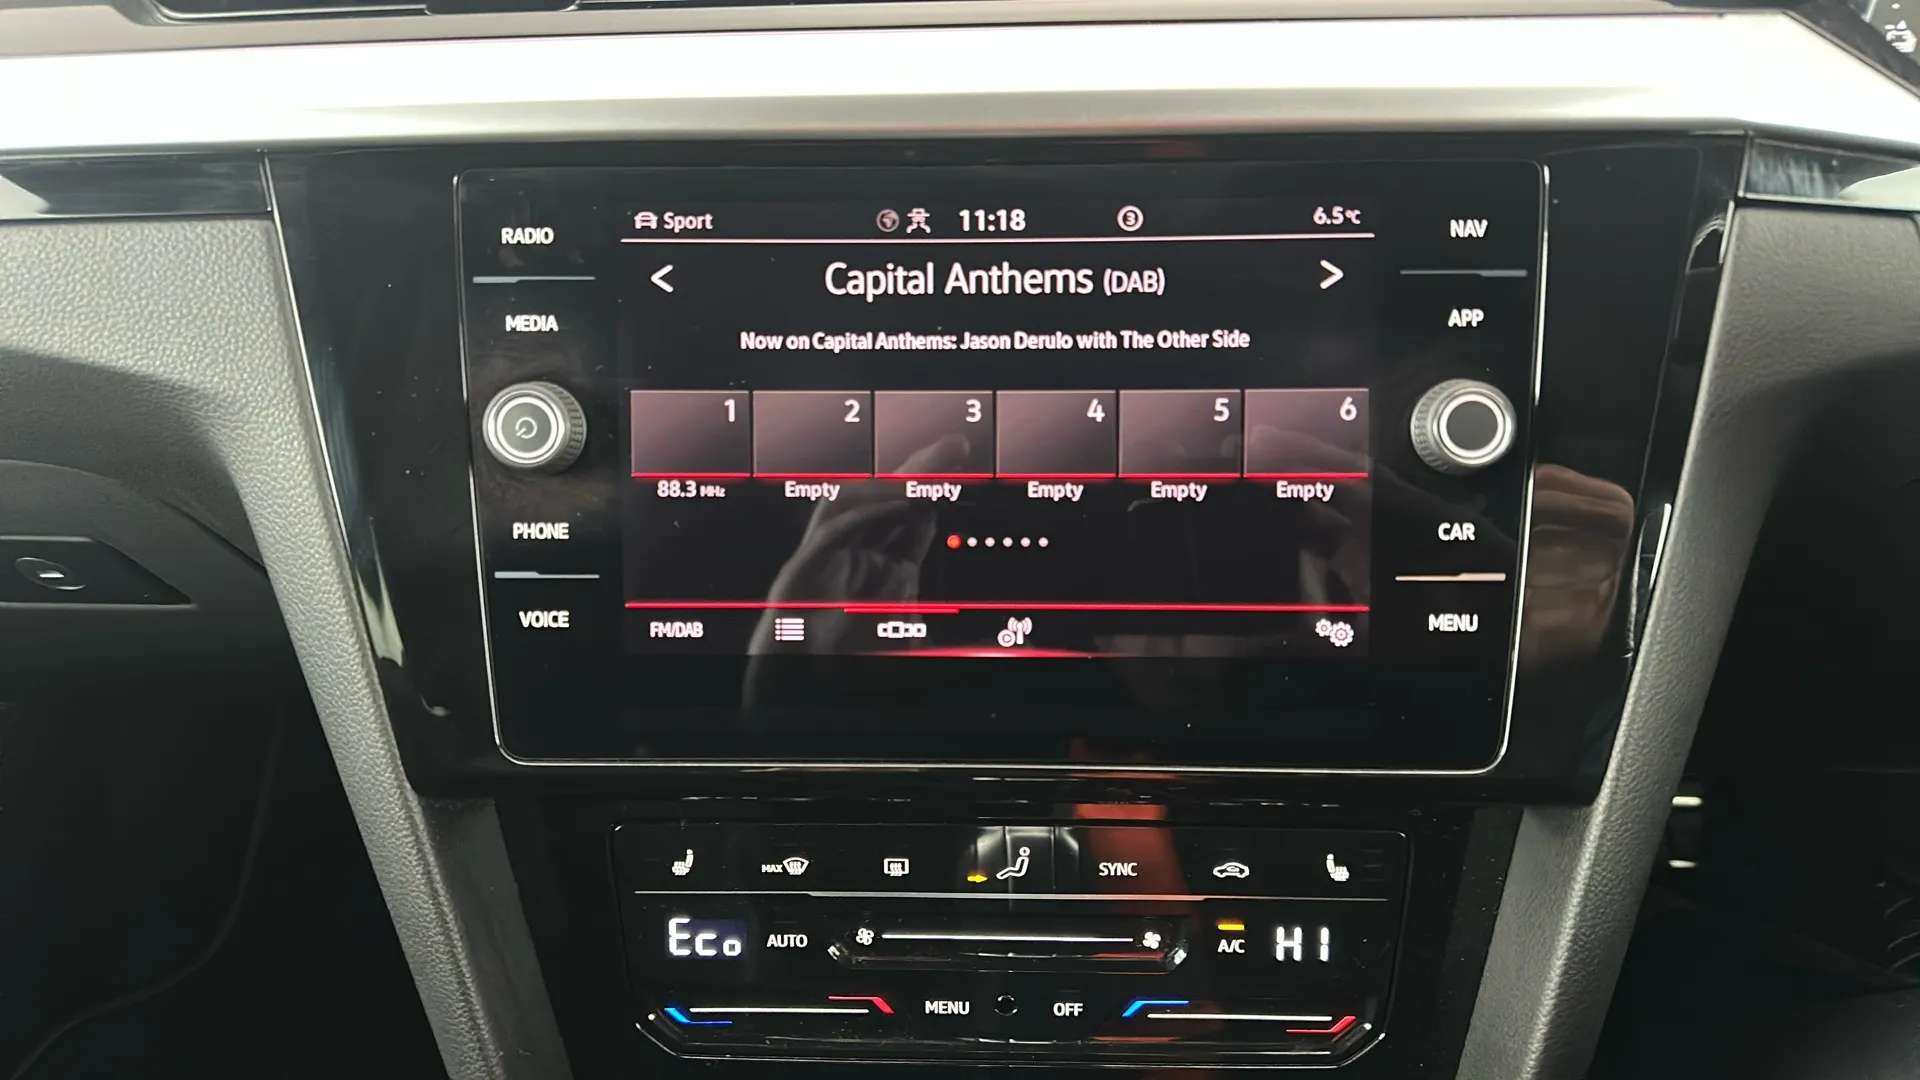 RADIO
MEDIA
PHONE
VOICE
Sport 11:18 3 6.5°C
< Capital Anthems (DAB) >
Now on Capital Anthems: Jason Derulo with The Other Side
1 2 3 4 5 6
88.3 MHz Empty Empty Empty Empty Empty
FM/DAB
NAV
APP
CAR
MENU
MAX SYNC
Eco AUTO A/C HI
MENU OFF